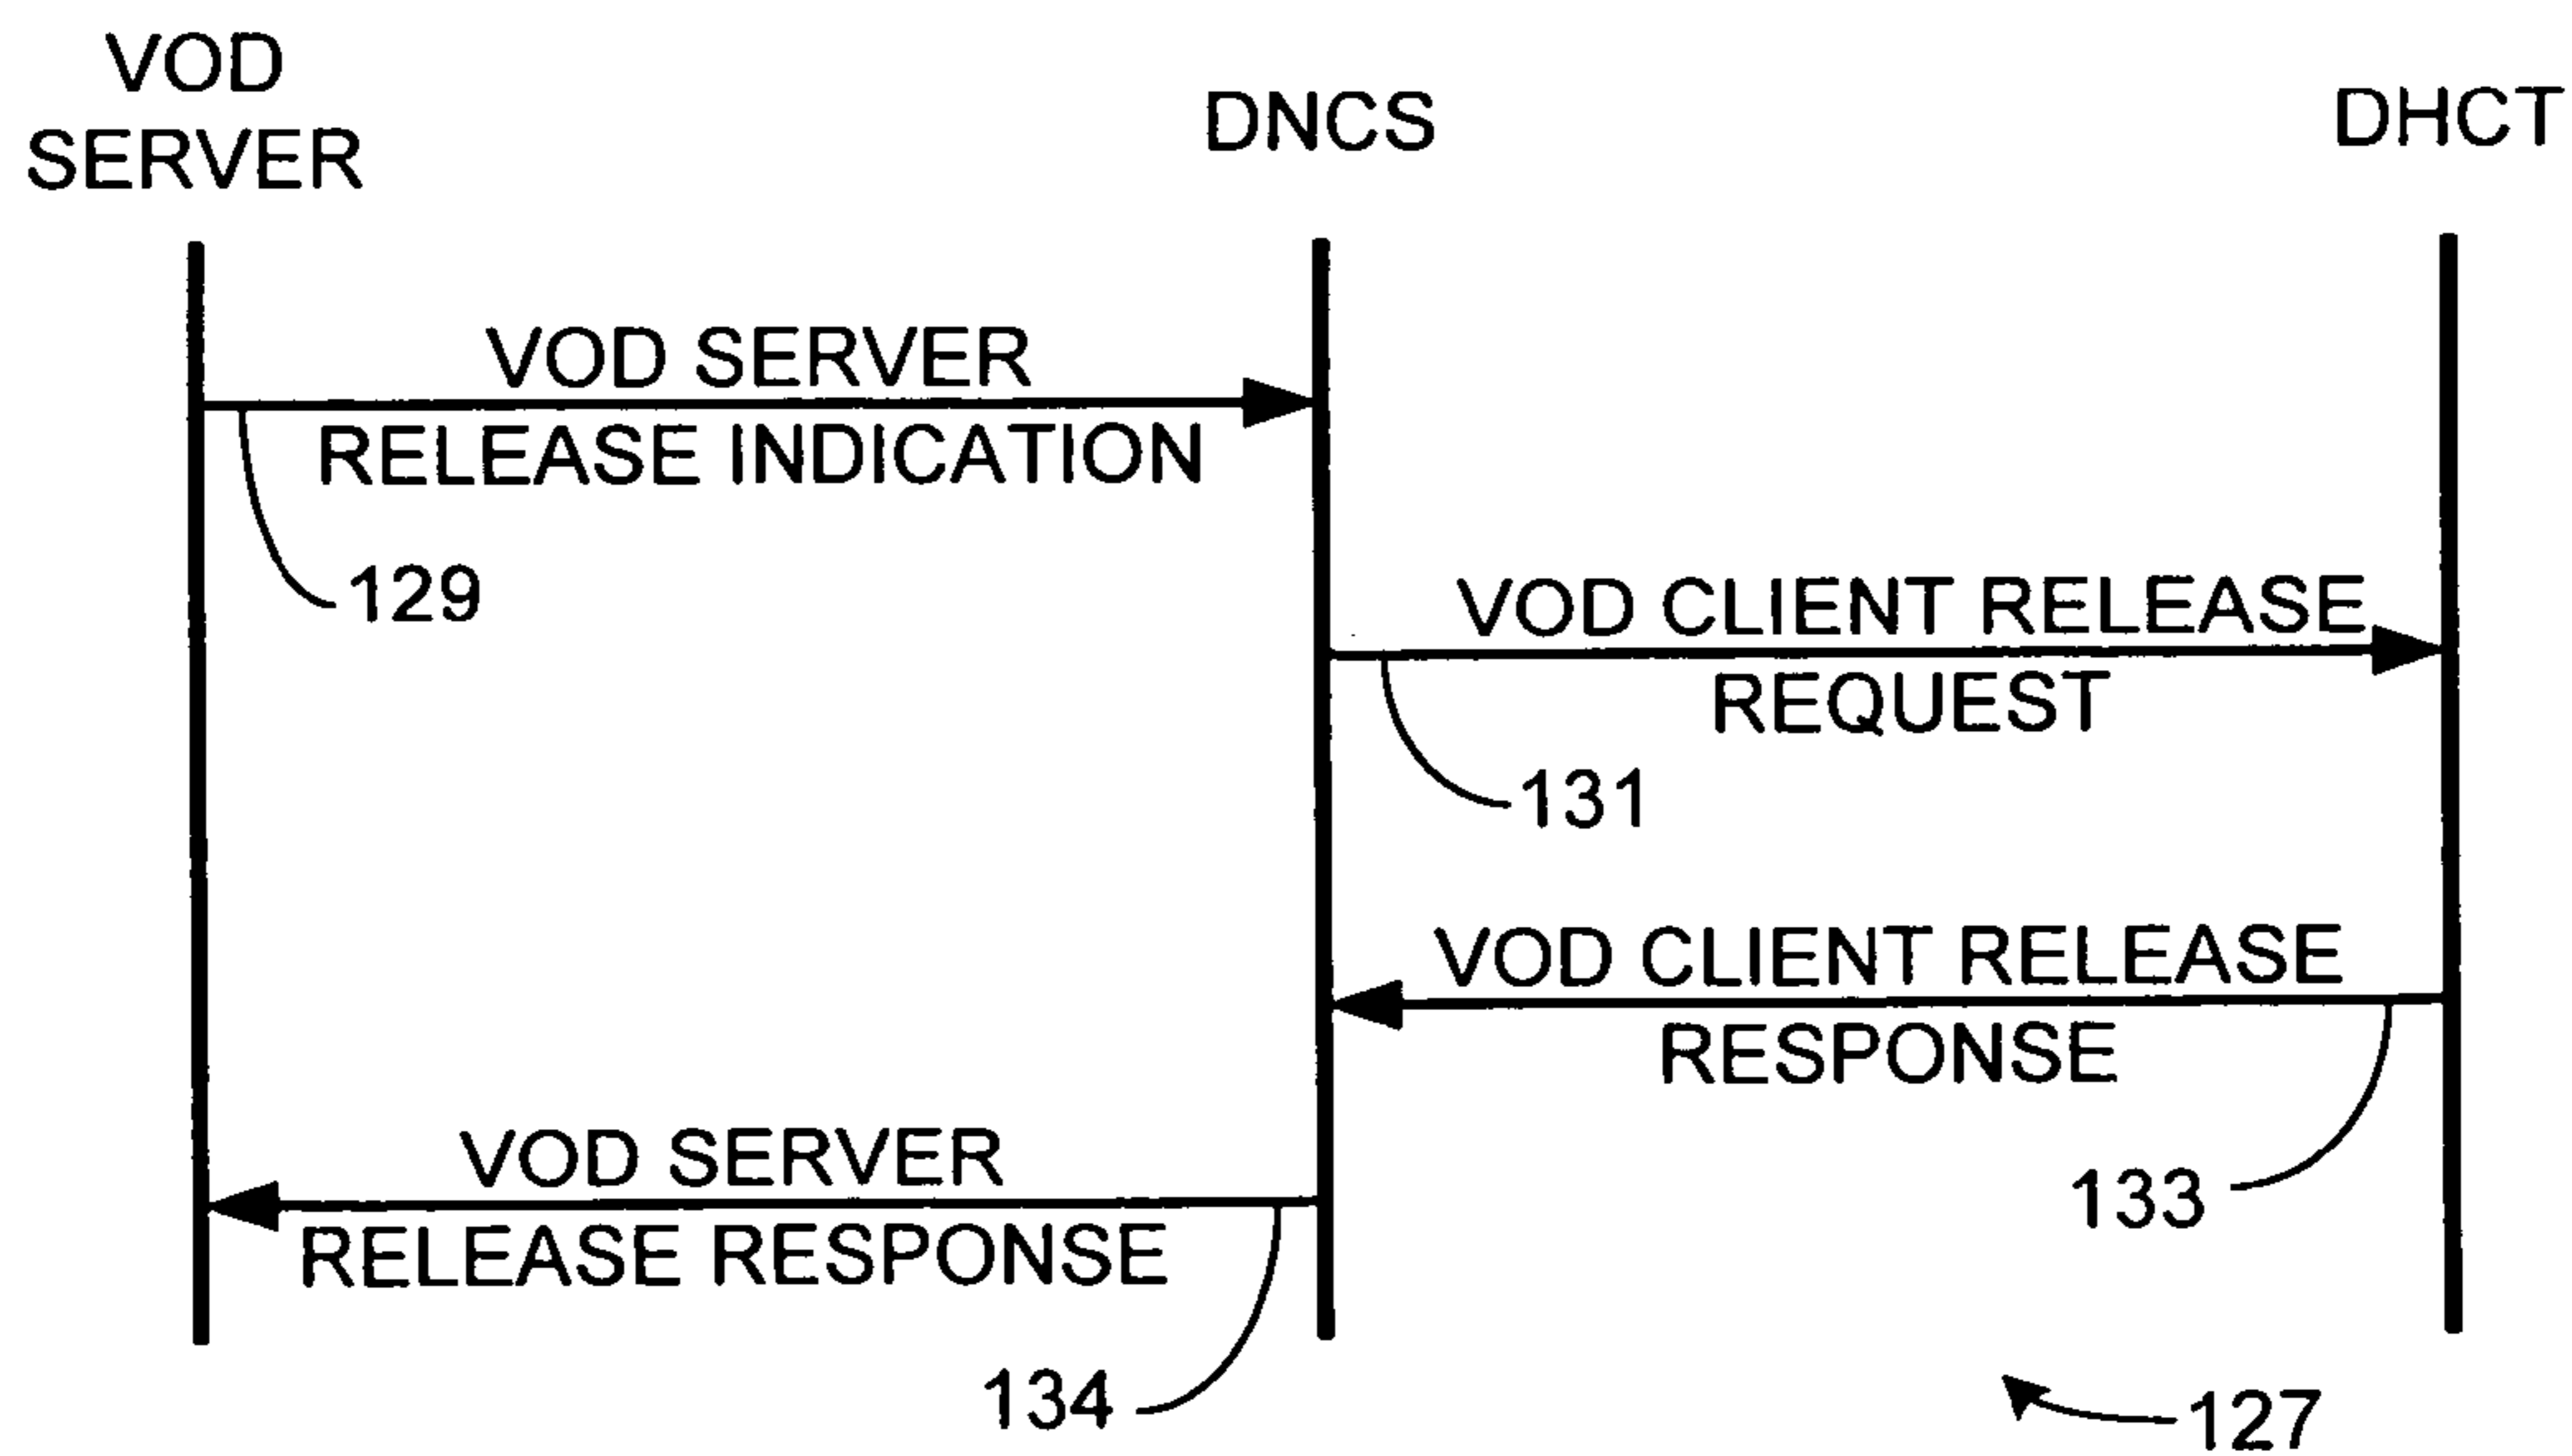 VOD
SERVER
DNCS
DHCT
VOD SERVER
RELEASE INDICATION
129
VOD CLIENT RELEASE
REQUEST
131
VOD CLIENT RELEASE
RESPONSE
133
VOD SERVER
RELEASE RESPONSE
134
127